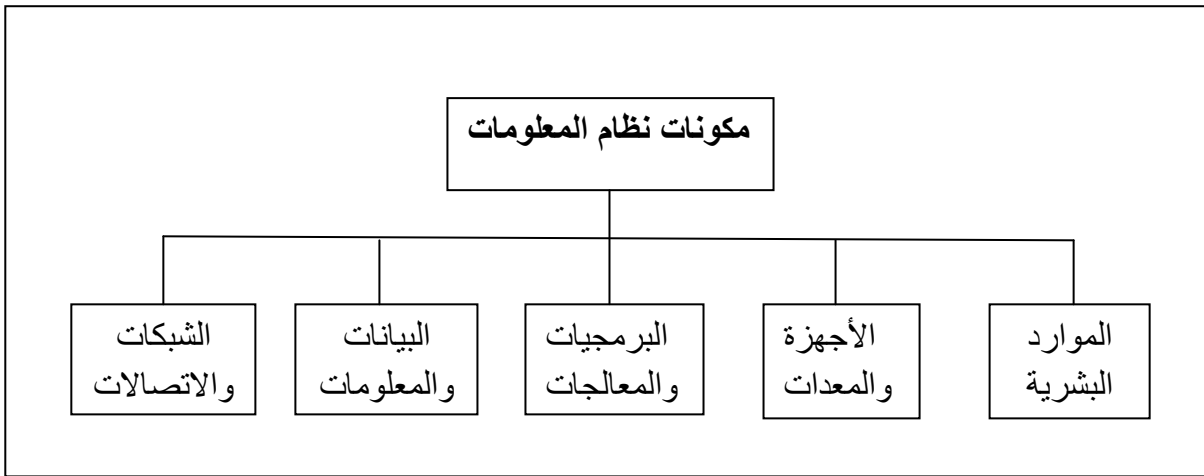 مكونات نظام المعلومات
الموارد
البشرية
الأجهزة
والمعدات
البرمجيات
والمعالجات
البيانات
والمعلومات
الشبكات
والاتصالات